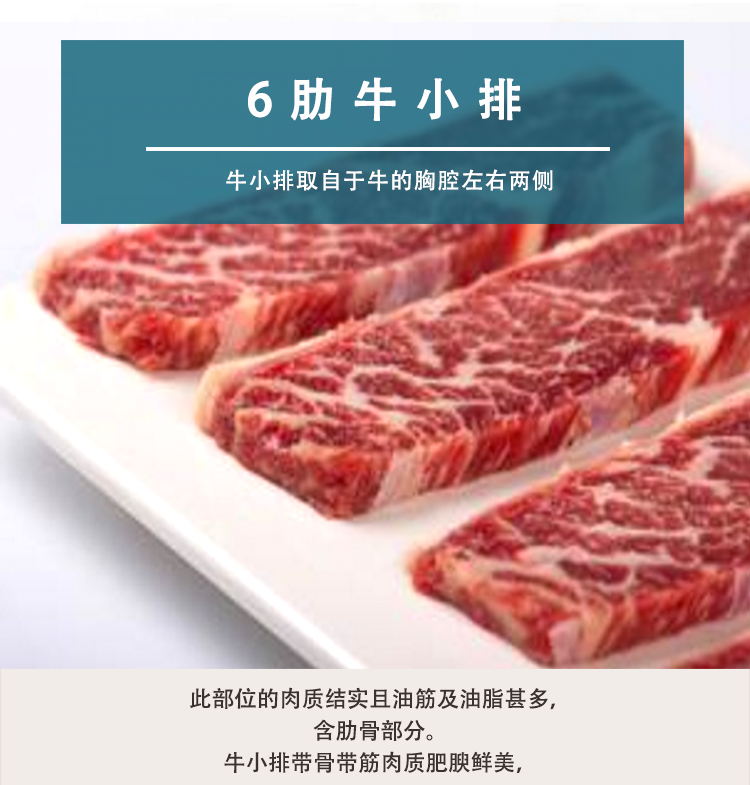 6肋牛小排
牛小排取自于牛的胸腔左右两侧
此部位的肉质结实且油筋及油脂甚多,
含肋骨部分。
牛小排带骨带筋肉质肥腴鲜美,